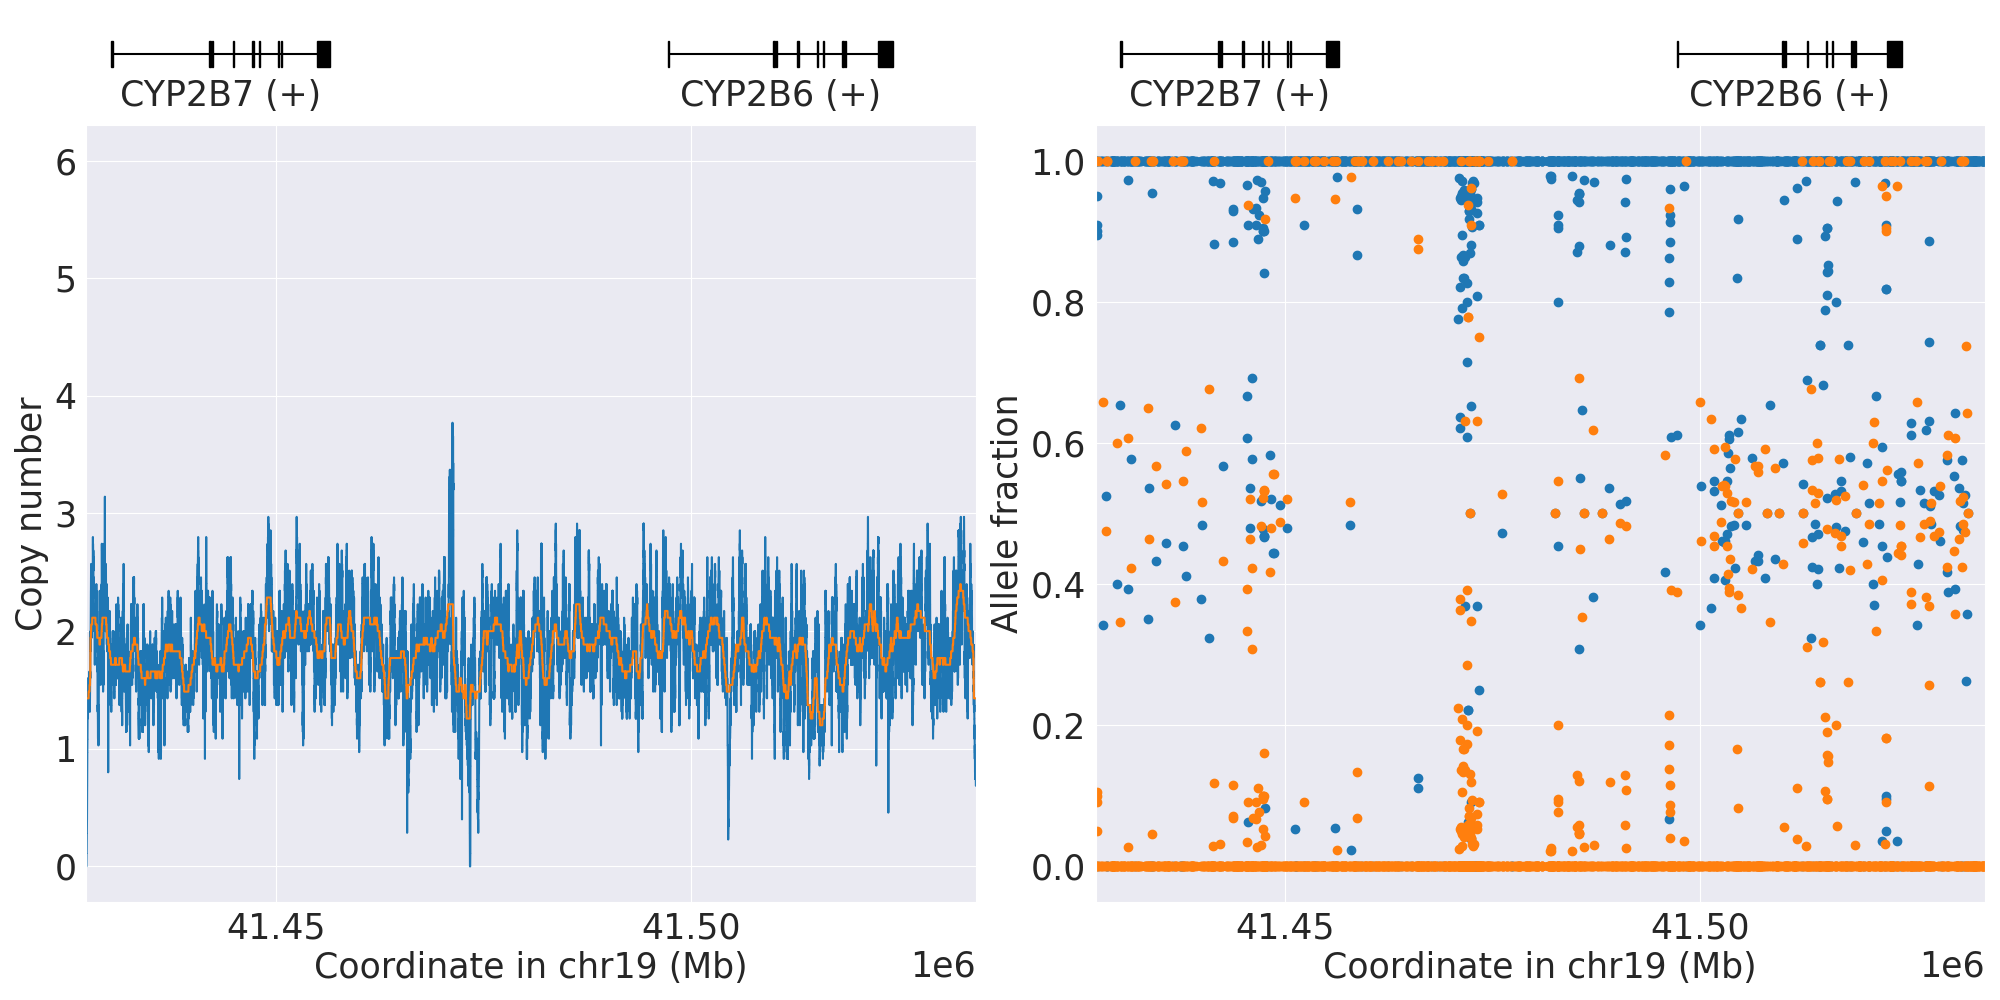 CYP2B7 (+)
CYP2B6 (+)
CYP2B7 (+)
CYP2B6 (+)
6
5
4
3
2
1
0
Copy number
41.45
41.50
Coordinate in chr19 (Mb)
1e6
1.0
0.8
0.6
0.4
0.2
0.0
Allele fraction
41.45
41.50
Coordinate in chr19 (Mb)
1e6